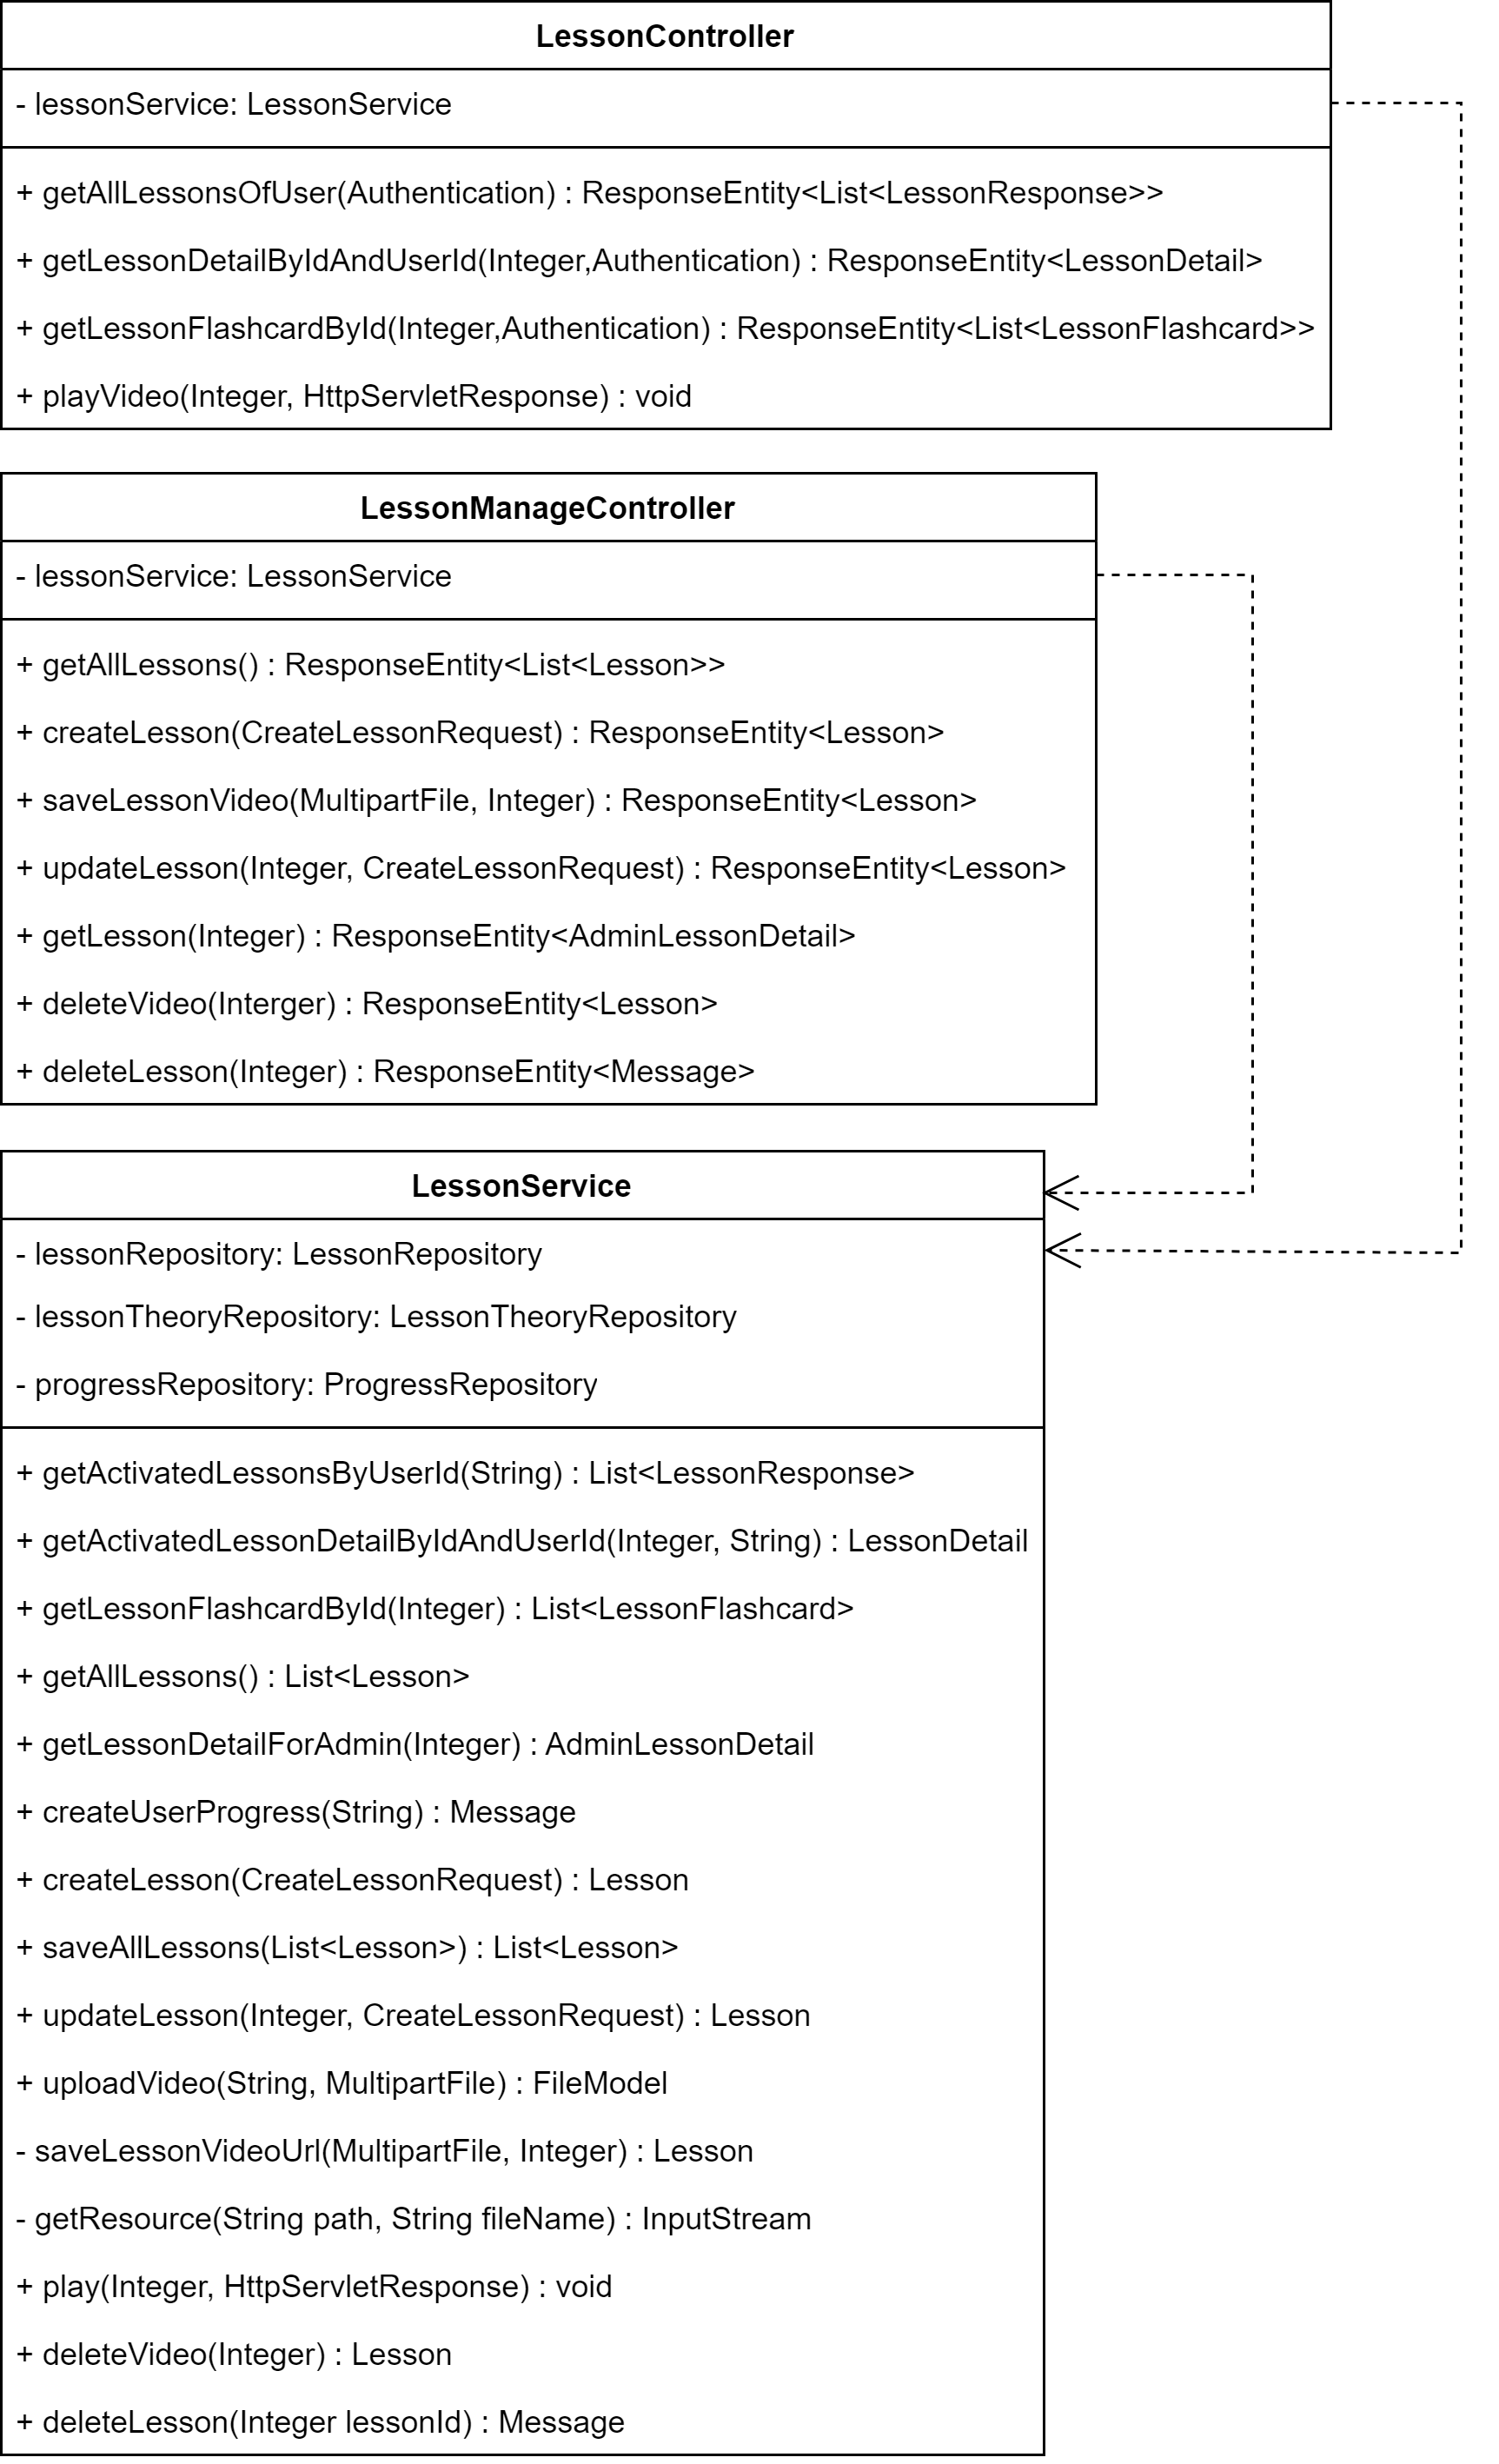 LessonController
- lessonService: LessonService
+ getAllLessonsOfUser(Authentication) : ResponseEntity<List<LessonResponse>>
+ getLessonDetailByIdAndUserId(Integer,Authentication) : ResponseEntity<LessonDetail>
+ getLessonFlashcardById(Integer,Authentication) : ResponseEntity<List<LessonFlashcard>>
+ playVideo(Integer, HttpServletResponse) : void
LessonManageController
- lessonService: LessonService
+ getAllLessons() : ResponseEntity<List<Lesson>>
+ createLesson(CreateLessonRequest) : ResponseEntity<Lesson>
+ saveLessonVideo(MultipartFile, Integer) : ResponseEntity<Lesson>
+ updateLesson(Integer, CreateLessonRequest) : ResponseEntity<Lesson>
+ getLesson(Integer) : ResponseEntity<AdminLessonDetail>
+ deleteVideo(Interger) : ResponseEntity<Lesson>
+ deleteLesson(Integer) : ResponseEntity<Message>
LessonService
- lessonRepository: LessonRepository
- lessonTheoryRepository: LessonTheoryRepository
- progressRepository: ProgressRepository
+ getActivatedLessonsByUserId(String) : List<LessonResponse>
+ getActivatedLessonDetailByIdAndUserId(Integer, String) : LessonDetail
+ getLessonFlashcardById(Integer) : List<LessonFlashcard>
+ getAllLessons() : List<Lesson>
+ getLessonDetailForAdmin(Integer) : AdminLessonDetail
+ createUserProgress(String) : Message
+ createLesson(CreateLessonRequest) : Lesson
+ saveAllLessons(List<Lesson>) : List<Lesson>
+ updateLesson(Integer, CreateLessonRequest) : Lesson
+ uploadVideo(String, MultipartFile) : FileModel
- saveLessonVideoUrl(MultipartFile, Integer) : Lesson
- getResource(String path, String fileName) : InputStream
+ play(Integer, HttpServletResponse) : void
+ deleteVideo(Integer) : Lesson
+ deleteLesson(Integer lessonId) : Message